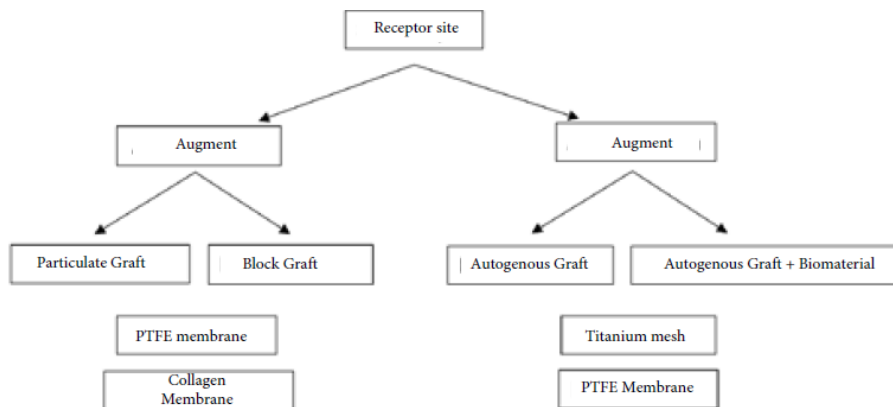 Receptor site
Augment
Augment
Particulate Graft
Block Graft
Autogenous Graft
Autogenous Graft + Biomaterial
PTFE membrane
Titanium mesh
Collagen
Membrane
PTFE Membrane